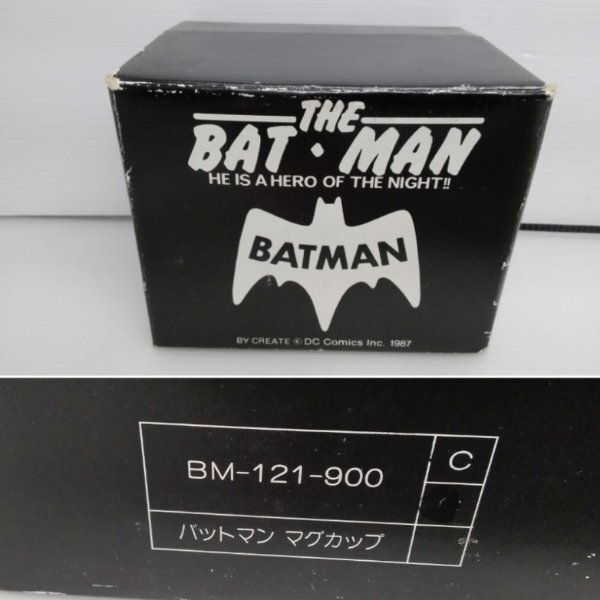 THE
BAT·MAN
HE IS A HERO OF THE NIGHT!!
BATMAN
BY CREATE © DC Comics Inc. 1987
BM-121-900
C
バットマン マグカップ